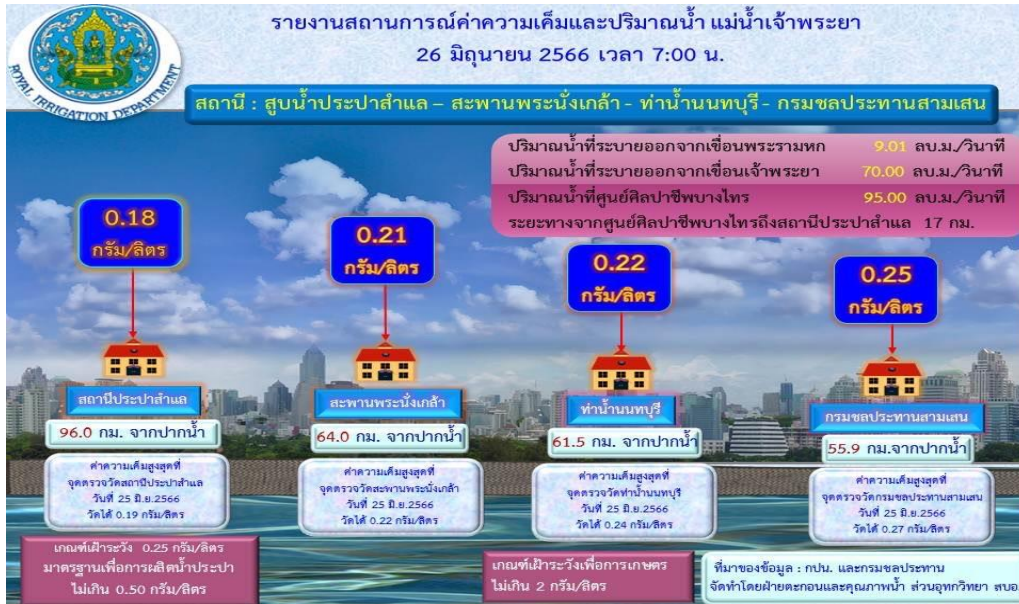 รายงานสถานการณ์ค่าความเค็มและปริมาณน้ำ แม่น้ำเจ้าพระยา
26 มิถุนายน 2566 เวลา 7:00 น.
ROYAL IRRIGATION DEPARTMENT
สถานี : สูบน้ำประปาสำแล – สะพานพระนั่งเกล้า - ท่าน้ำนนทบุรี - กรมชลประทานสามเสน
ปริมาณน้ำที่ระบายออกจากเขื่อนพระรามหก 9.01 ลบ.ม./วินาที
ปริมาณน้ำที่ระบายออกจากเขื่อนเจ้าพระยา 70.00 ลบ.ม./วินาที
ปริมาณน้ำที่ศูนย์ศิลปาชีพบางไทร 95.00 ลบ.ม./วินาที
ระยะทางจากศูนย์ศิลปาชีพบางไทรถึงสถานีประปาสำแล 17 กม.
0.18
กรัม/ลิตร
สถานีประปาสำแล
96.0 กม. จากปากน้ำ
ค่าความเค็มสูงสุดที่
จุดตรวจวัดสถานีประปาสำแล
วันที่ 25 มิ.ย.2566
วัดได้ 0.19 กรัม/ลิตร
0.21
กรัม/ลิตร
สะพานพระนั่งเกล้า
64.0 กม. จากปากน้ำ
ค่าความเค็มสูงสุดที่
จุดตรวจวัดสะพานพระนั่งเกล้า
วันที่ 25 มิ.ย.2566
วัดได้ 0.22 กรัม/ลิตร
0.22
กรัม/ลิตร
ท่าน้ำนนทบุรี
61.5 กม. จากปากน้ำ
ค่าความเค็มสูงสุดที่
จุดตรวจวัดท่าน้ำนนทบุรี
วันที่ 25 มิ.ย.2566
วัดได้ 0.24 กรัม/ลิตร
0.25
กรัม/ลิตร
กรมชลประทานสามเสน
55.9 กม.จากปากน้ำ
ค่าความเค็มสูงสุดที่
จุดตรวจวัดกรมชลประทานสามเสน
วันที่ 25 มิ.ย.2566
วัดได้ 0.27 กรัม/ลิตร
เกณฑ์เฝ้าระวัง 0.25 กรัม/ลิตร
มาตรฐานเพื่อการผลิตน้ำประปา
ไม่เกิน 0.50 กรัม/ลิตร
เกณฑ์เฝ้าระวังเพื่อการเกษตร
ไม่เกิน 2 กรัม/ลิตร
ที่มาของข้อมูล : กปน. และกรมชลประทาน
จัดทำโดยฝ่ายตะกอนและคุณภาพน้ำ ส่วนอุทกวิทยา สบอ